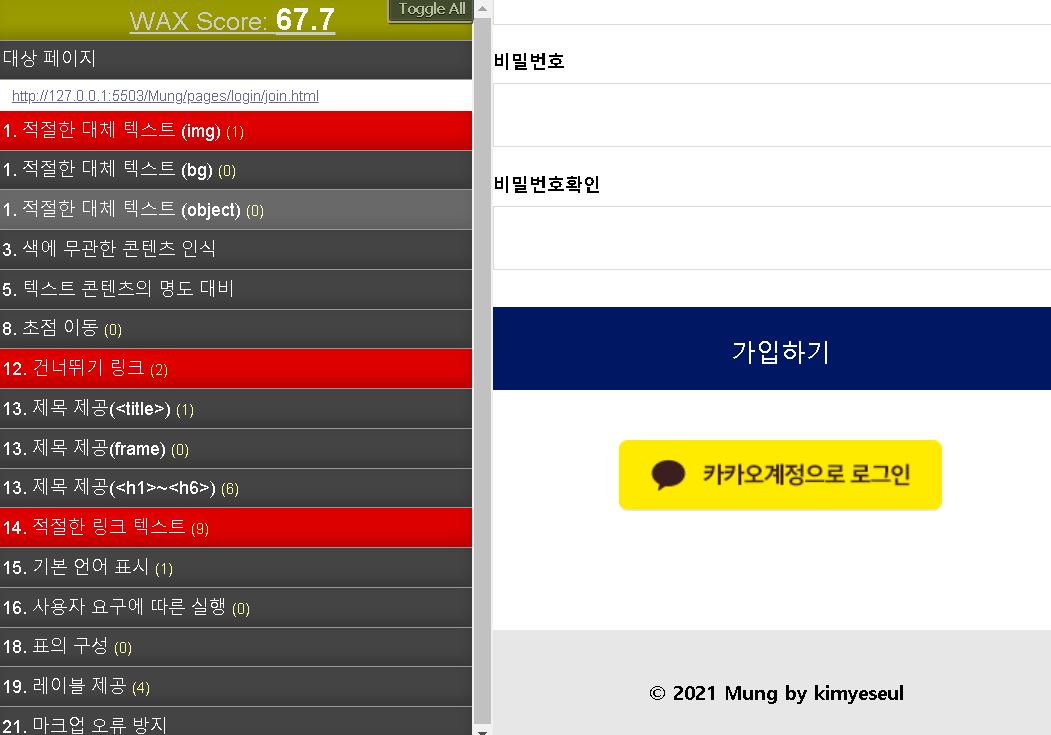 WAX Score: 67.7
Toggle All
대상 페이지
http://127.0.0.1:5503/Mung/pages/login/join.html
1. 적절한 대체 텍스트 (img) (1)
1. 적절한 대체 텍스트 (bg) (0)
1. 적절한 대체 텍스트 (object) (0)
3. 색에 무관한 콘텐츠 인식
5. 텍스트 콘텐츠의 명도 대비
8. 초점 이동 (0)
12. 건너뛰기 링크 (2)
13. 제목 제공(<title>) (1)
13. 제목 제공(frame) (0)
13. 제목 제공(<h1>~<h6>) (6)
14. 적절한 링크 텍스트 (9)
15. 기본 언어 표시 (1)
16. 사용자 요구에 따른 실행 (0)
18. 표의 구성 (0)
19. 레이블 제공 (4)
21. 마크업 오류 방지
비밀번호
비밀번호확인
가입하기
카카오계정으로 로그인
© 2021 Mung by kimyeseul